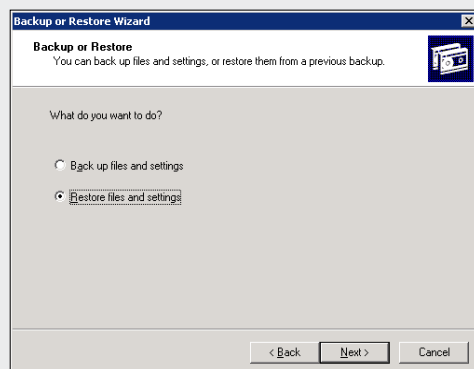 Backup or Restore Wizard
Backup or Restore
You can back up files and settings, or restore them from a previous backup.
What do you want to do?
Back up files and settings
Restore files and settings
< Back Next > Cancel